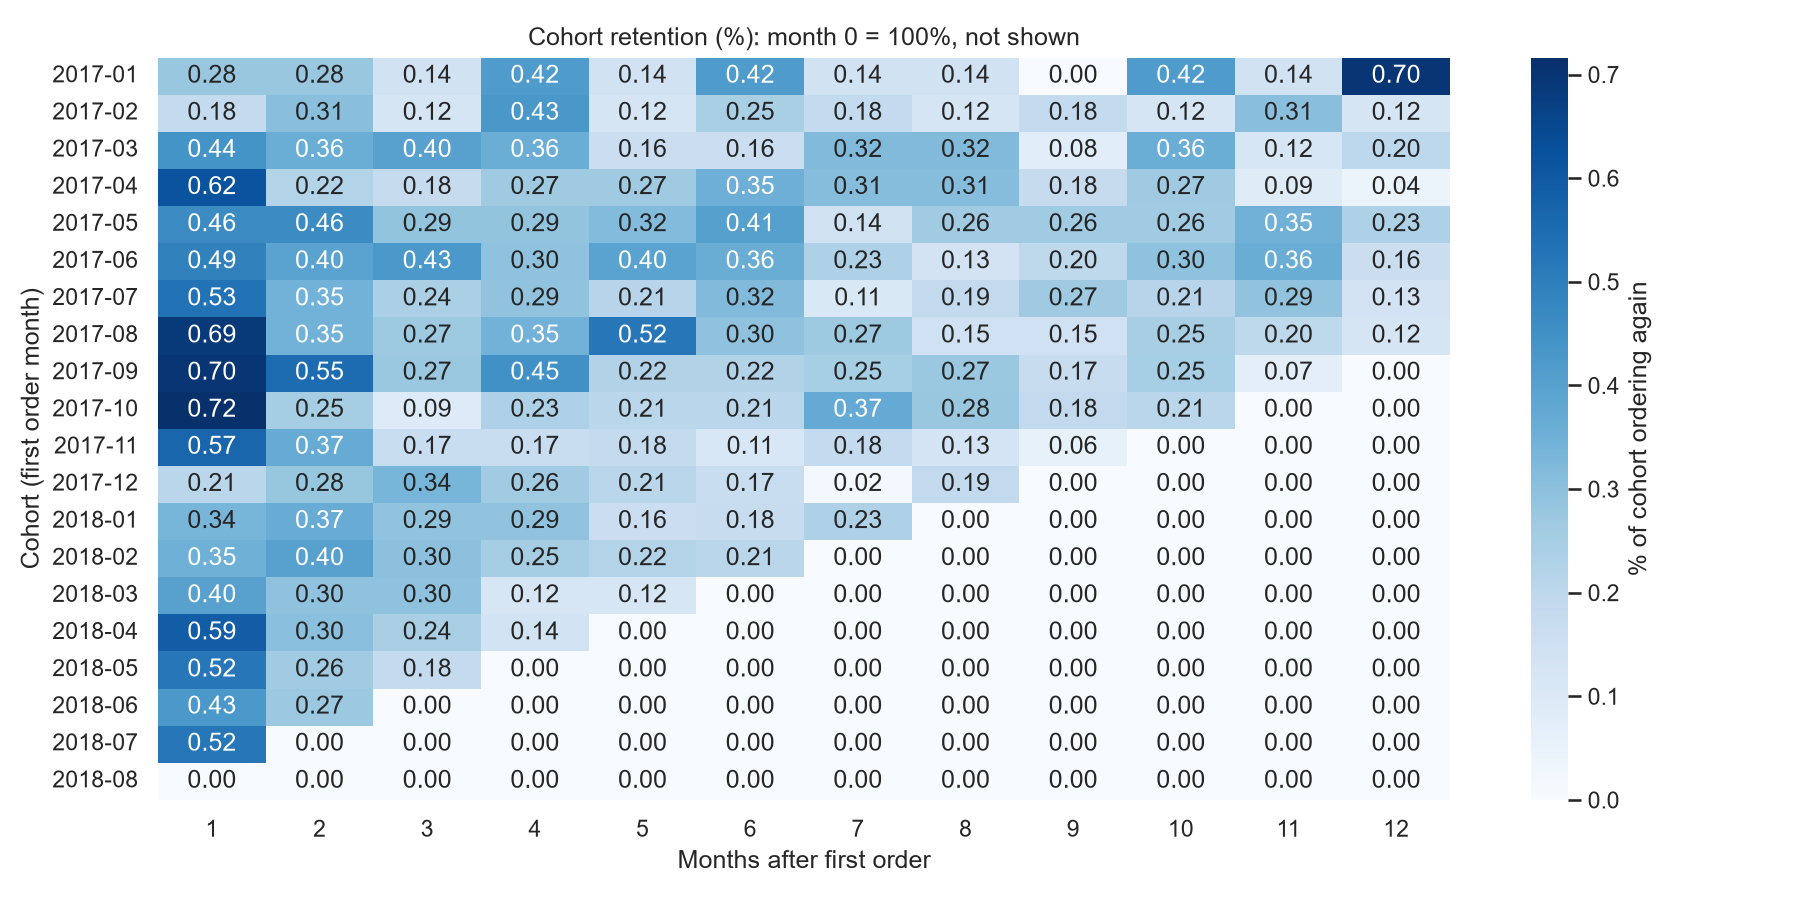 Cohort retention (%): month 0 = 100%, not shown
2017-01 0.28 0.28 0.14 0.42 0.14 0.42 0.14 0.14 0.00 0.42 0.14 0.70
2017-02 0.18 0.31 0.12 0.43 0.12 0.25 0.18 0.12 0.18 0.12 0.31 0.12
2017-03 0.44 0.36 0.40 0.36 0.16 0.16 0.32 0.32 0.08 0.36 0.12 0.20
2017-04 0.62 0.22 0.18 0.27 0.27 0.35 0.31 0.31 0.18 0.27 0.09 0.04
2017-05 0.46 0.46 0.29 0.29 0.32 0.41 0.14 0.26 0.26 0.26 0.35 0.23
2017-06 0.49 0.40 0.43 0.30 0.40 0.36 0.23 0.13 0.20 0.30 0.36 0.16
2017-07 0.53 0.35 0.24 0.29 0.21 0.32 0.11 0.19 0.27 0.21 0.29 0.13
2017-08 0.69 0.35 0.27 0.35 0.52 0.30 0.27 0.15 0.15 0.25 0.20 0.12
2017-09 0.70 0.55 0.27 0.45 0.22 0.22 0.25 0.27 0.17 0.25 0.07 0.00
2017-10 0.72 0.25 0.09 0.23 0.21 0.21 0.37 0.28 0.18 0.21 0.00 0.00
2017-11 0.57 0.37 0.17 0.17 0.18 0.11 0.18 0.13 0.06 0.00 0.00 0.00
2017-12 0.21 0.28 0.34 0.26 0.21 0.17 0.02 0.19 0.00 0.00 0.00 0.00
2018-01 0.34 0.37 0.29 0.29 0.16 0.18 0.23 0.00 0.00 0.00 0.00 0.00
2018-02 0.35 0.40 0.30 0.25 0.22 0.21 0.00 0.00 0.00 0.00 0.00 0.00
2018-03 0.40 0.30 0.30 0.12 0.12 0.00 0.00 0.00 0.00 0.00 0.00 0.00
2018-04 0.59 0.30 0.24 0.14 0.00 0.00 0.00 0.00 0.00 0.00 0.00 0.00
2018-05 0.52 0.26 0.18 0.00 0.00 0.00 0.00 0.00 0.00 0.00 0.00 0.00
2018-06 0.43 0.27 0.00 0.00 0.00 0.00 0.00 0.00 0.00 0.00 0.00 0.00
2018-07 0.52 0.00 0.00 0.00 0.00 0.00 0.00 0.00 0.00 0.00 0.00 0.00
2018-08 0.00 0.00 0.00 0.00 0.00 0.00 0.00 0.00 0.00 0.00 0.00 0.00
1 2 3 4 5 6 7 8 9 10 11 12
Months after first order
Cohort (first order month)
0.7
0.6
0.5
0.4
0.3
0.2
0.1
0.0
% of cohort ordering again